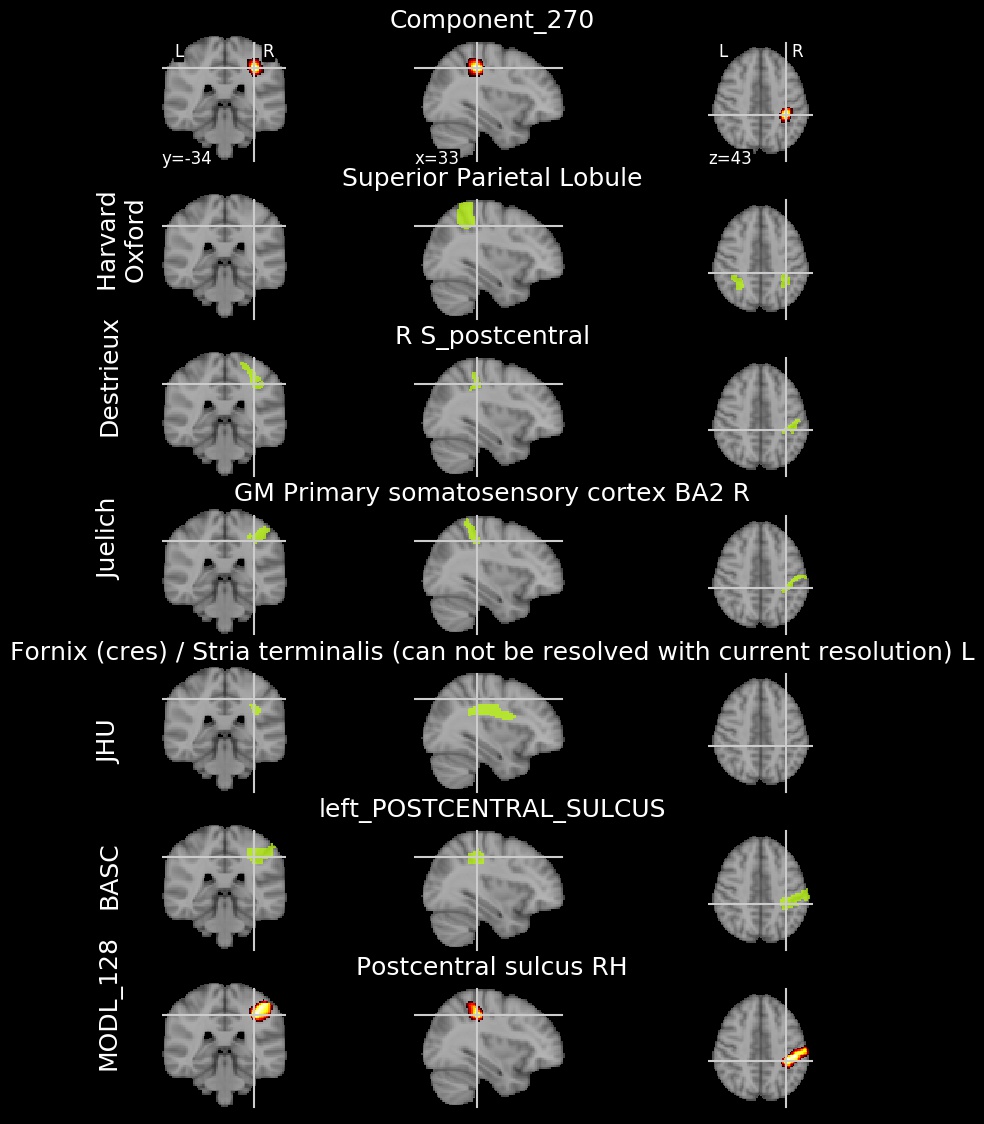 Component_270
L R L R
y=-34 x=33 z=43
Superior Parietal Lobule
Harvard
Oxford
R S_postcentral
Destrieux
GM Primary somatosensory cortex BA2 R
Juelich
Fornix (cres) / Stria terminalis (can not be resolved with current resolution) L
JHU
left_POSTCENTRAL_SULCUS
BASC
Postcentral sulcus RH
MODL_128